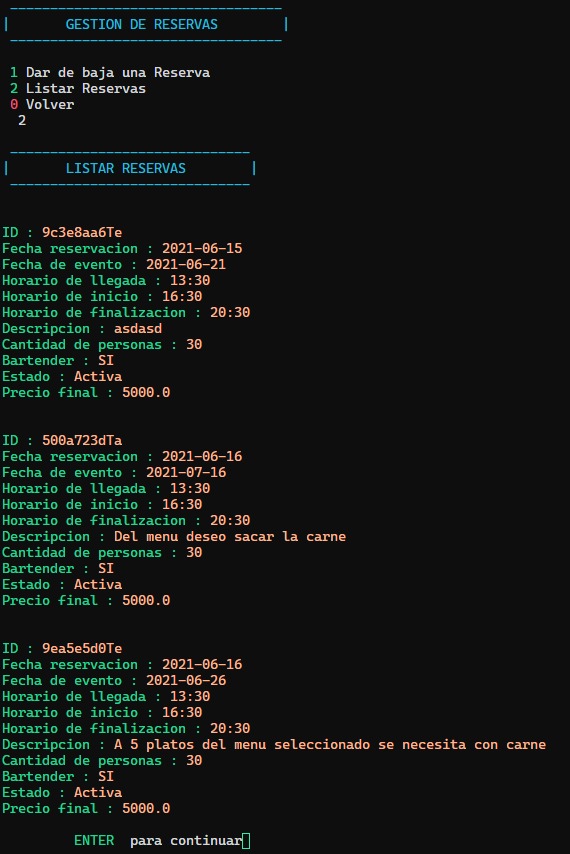 GESTION DE RESERVAS
1 Dar de baja una Reserva
2 Listar Reservas
0 Volver
2
LISTAR RESERVAS
ID : 9c3e8aa6Te
Fecha reservacion : 2021-06-15
Fecha de evento : 2021-06-21
Horario de llegada : 13:30
Horario de inicio : 16:30
Horario de finalizacion : 20:30
Descripcion : asdasd
Cantidad de personas : 30
Bartender : SI
Estado : Activa
Precio final : 5000.0
ID : 500a723dTa
Fecha reservacion : 2021-06-16
Fecha de evento : 2021-07-16
Horario de llegada : 13:30
Horario de inicio : 16:30
Horario de finalizacion : 20:30
Descripcion : Del menu deseo sacar la carne
Cantidad de personas : 30
Bartender : SI
Estado : Activa
Precio final : 5000.0
ID : 9ea5e5d0Te
Fecha reservacion : 2021-06-16
Fecha de evento : 2021-06-26
Horario de llegada : 13:30
Horario de inicio : 16:30
Horario de finalizacion : 20:30
Descripcion : A 5 platos del menu seleccionado se necesita con carne
Cantidad de personas : 30
Bartender : SI
Estado : Activa
Precio final : 5000.0
ENTER para continuar